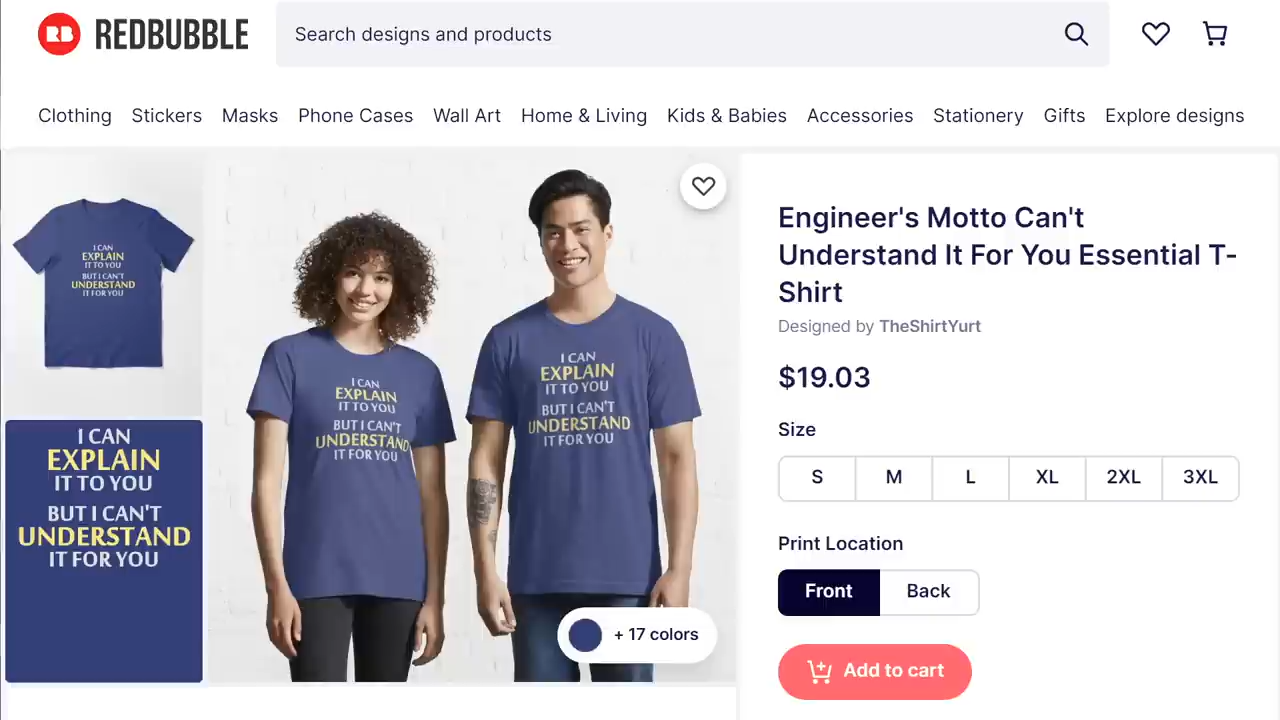 RB REDBUBBLE
Search designs and products
Clothing Stickers Masks Phone Cases Wall Art Home & Living Kids & Babies Accessories Stationery Gifts Explore designs
I CAN
EXPLAIN
IT TO YOU
BUT I CAN'T
UNDERSTAND
IT FOR YOU
I CAN
EXPLAIN
IT TO YOU
BUT I CAN'T
UNDERSTAND
IT FOR YOU
I CAN
EXPLAIN
IT TO YOU
BUT I CAN'T
UNDERSTAND
IT FOR YOU
I CAN
EXPLAIN
IT TO YOU
BUT I CAN'T
UNDERSTAND
IT FOR YOU
+ 17 colors
Engineer's Motto Can't
Understand It For You Essential T-
Shirt
Designed by TheShirtYurt
$19.03
Size
S M L XL 2XL 3XL
Print Location
Front Back
Add to cart